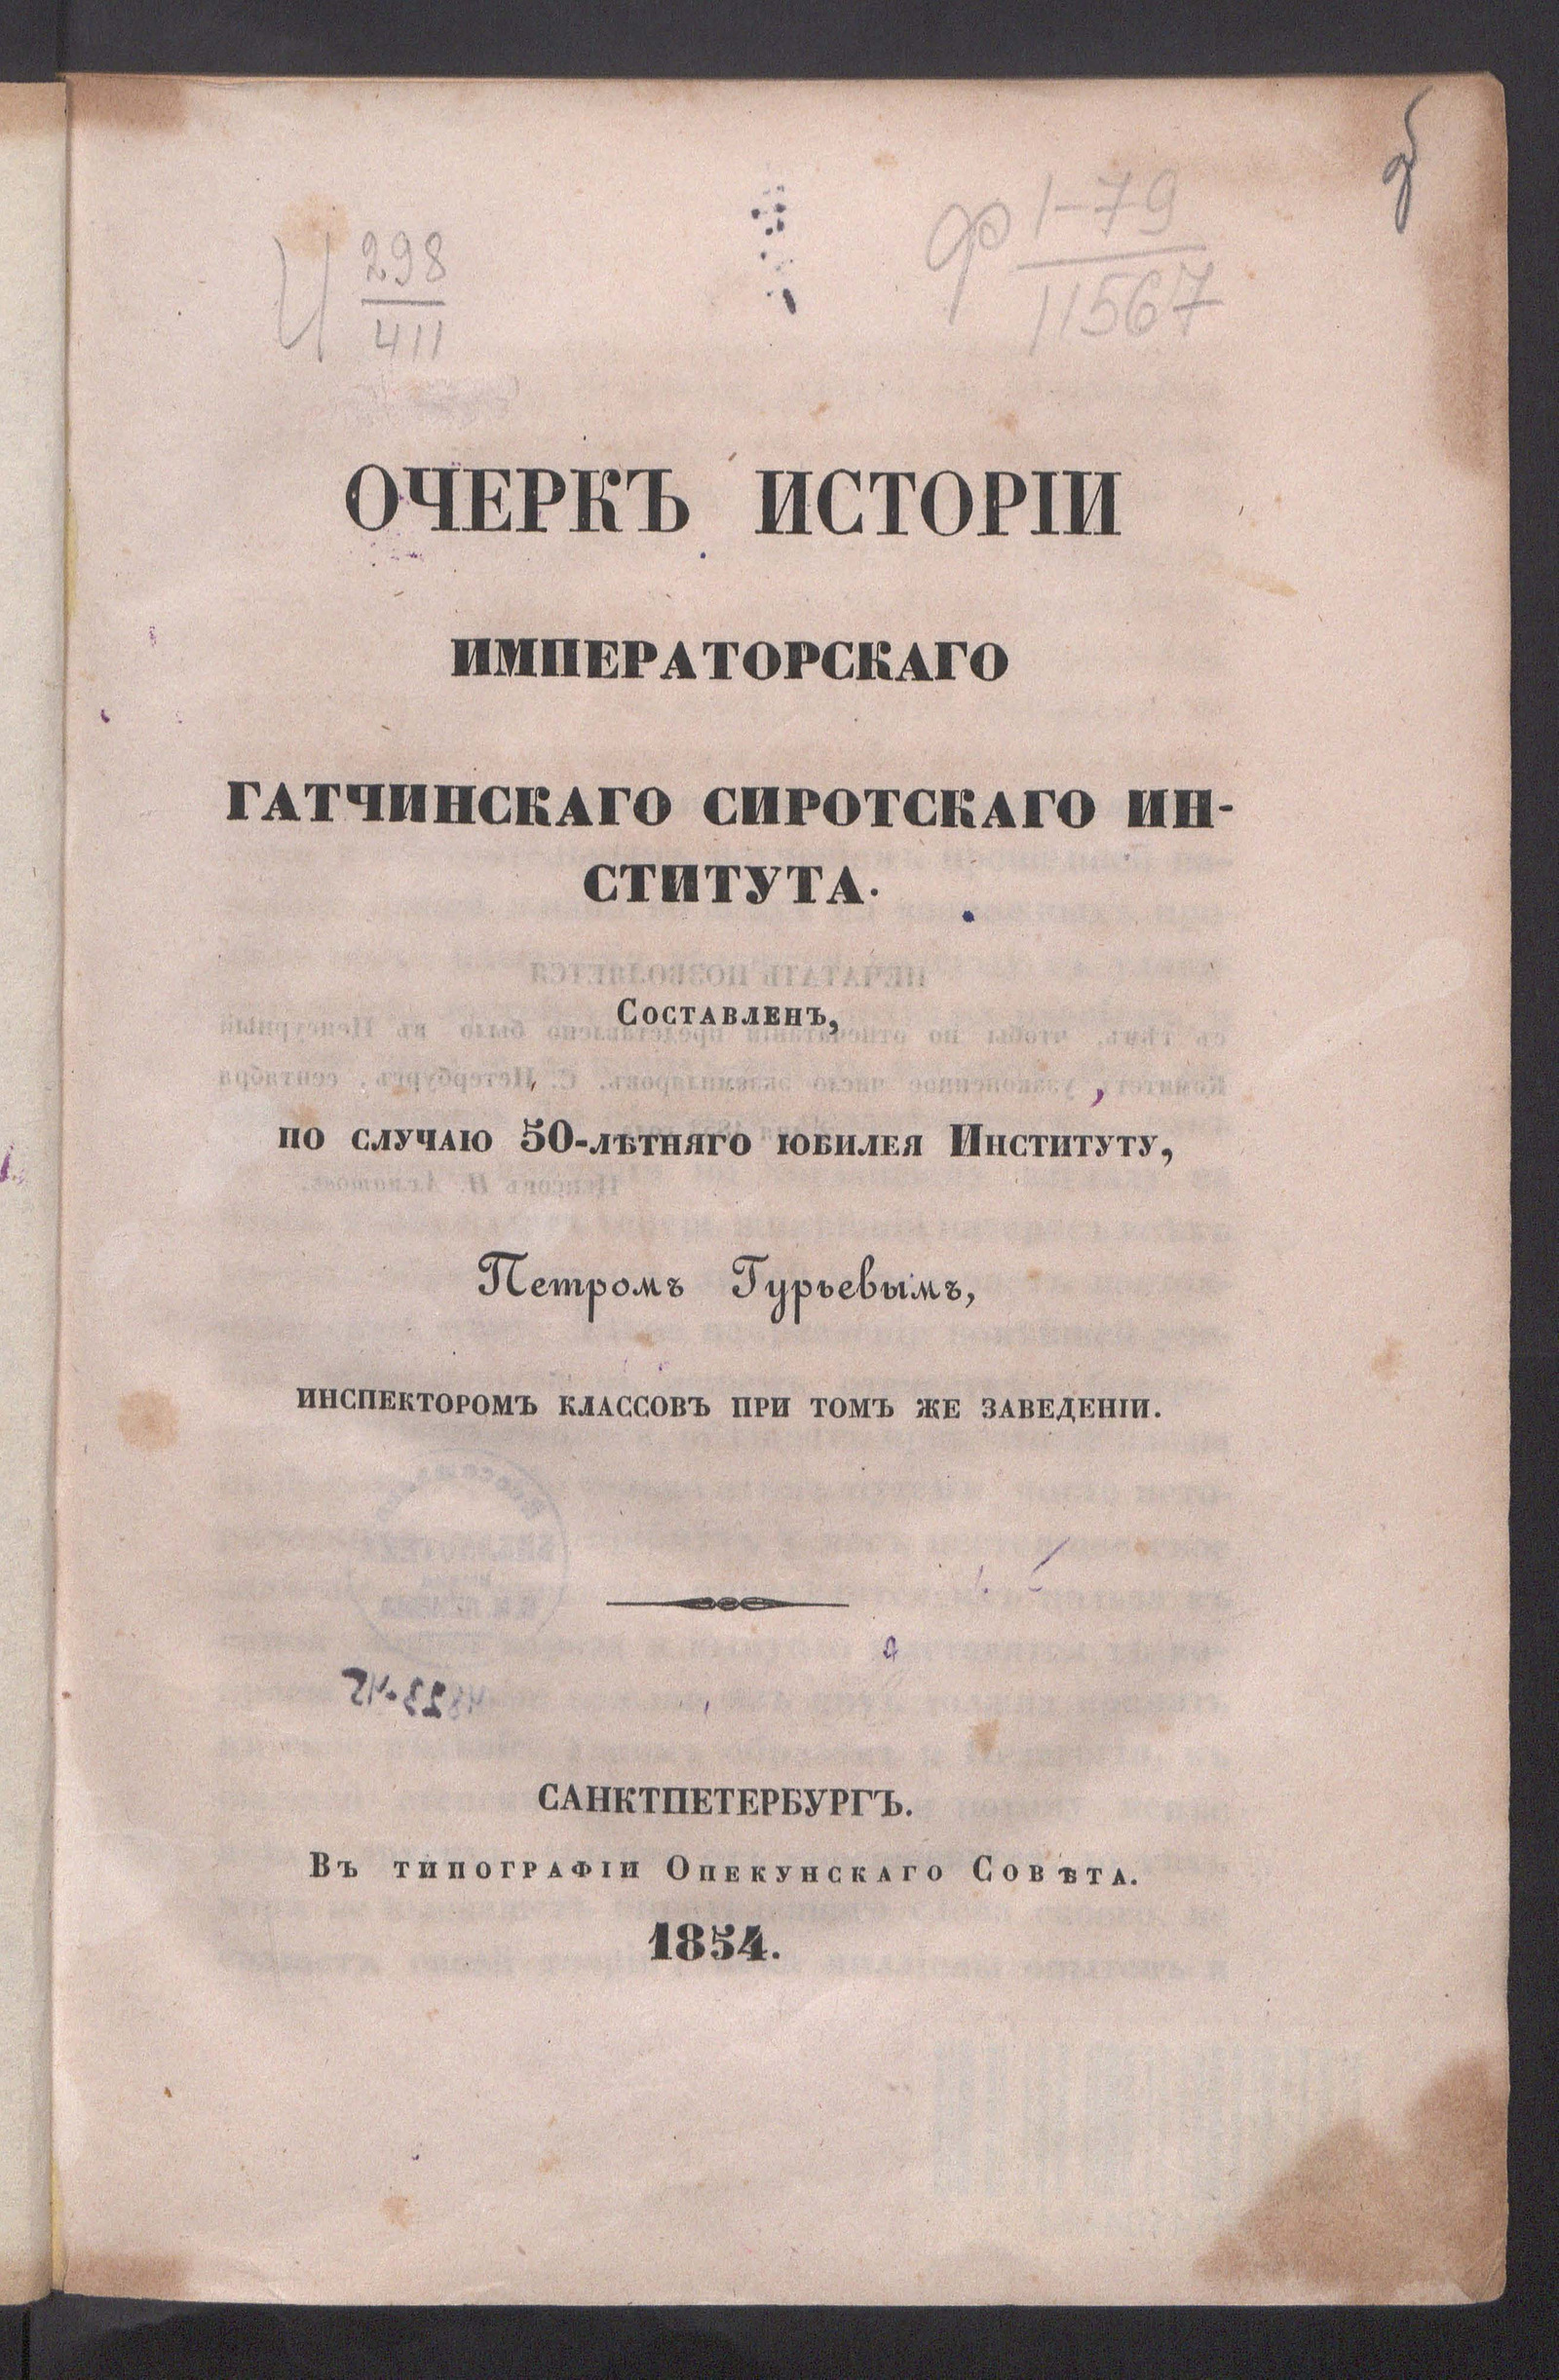 298
411
ф 1-79
11567
ОЧЕРКЪ ИСТОРІИ
ИМПЕРАТОРСКАГО
ГАТЧИНСКАГО СИРОТСКАГО ИН-
СТИТУТА.
Составленъ,
по случаю 50-лѣтняго юбилея Институту,
Петромъ Гурьевымъ,
инспекторомъ классовъ при томъ же заведеніи.
САНКТПЕТЕРБУРГЪ.
Въ типографіи Опекунскаго Совѣта.
1854.